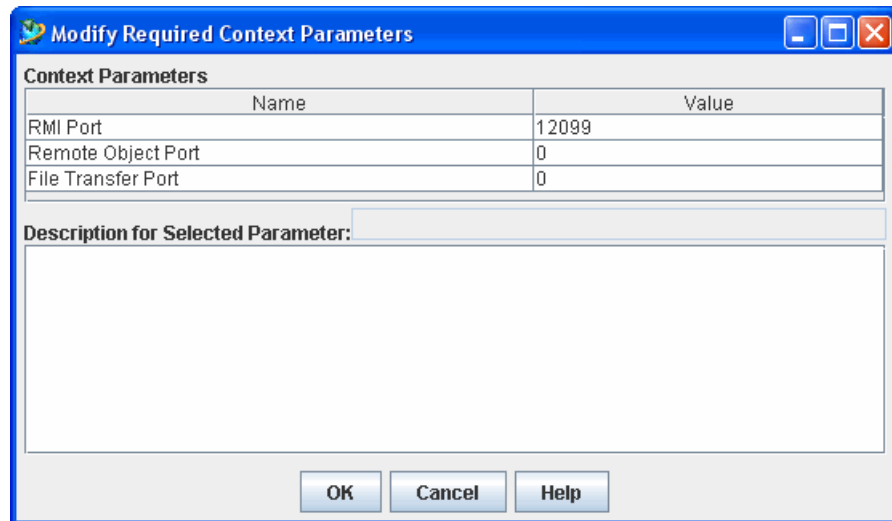 Modify Required Context Parameters
Context Parameters
Name Value
RMI Port 12099
Remote Object Port 0
File Transfer Port 0
Description for Selected Parameter:
OK Cancel Help